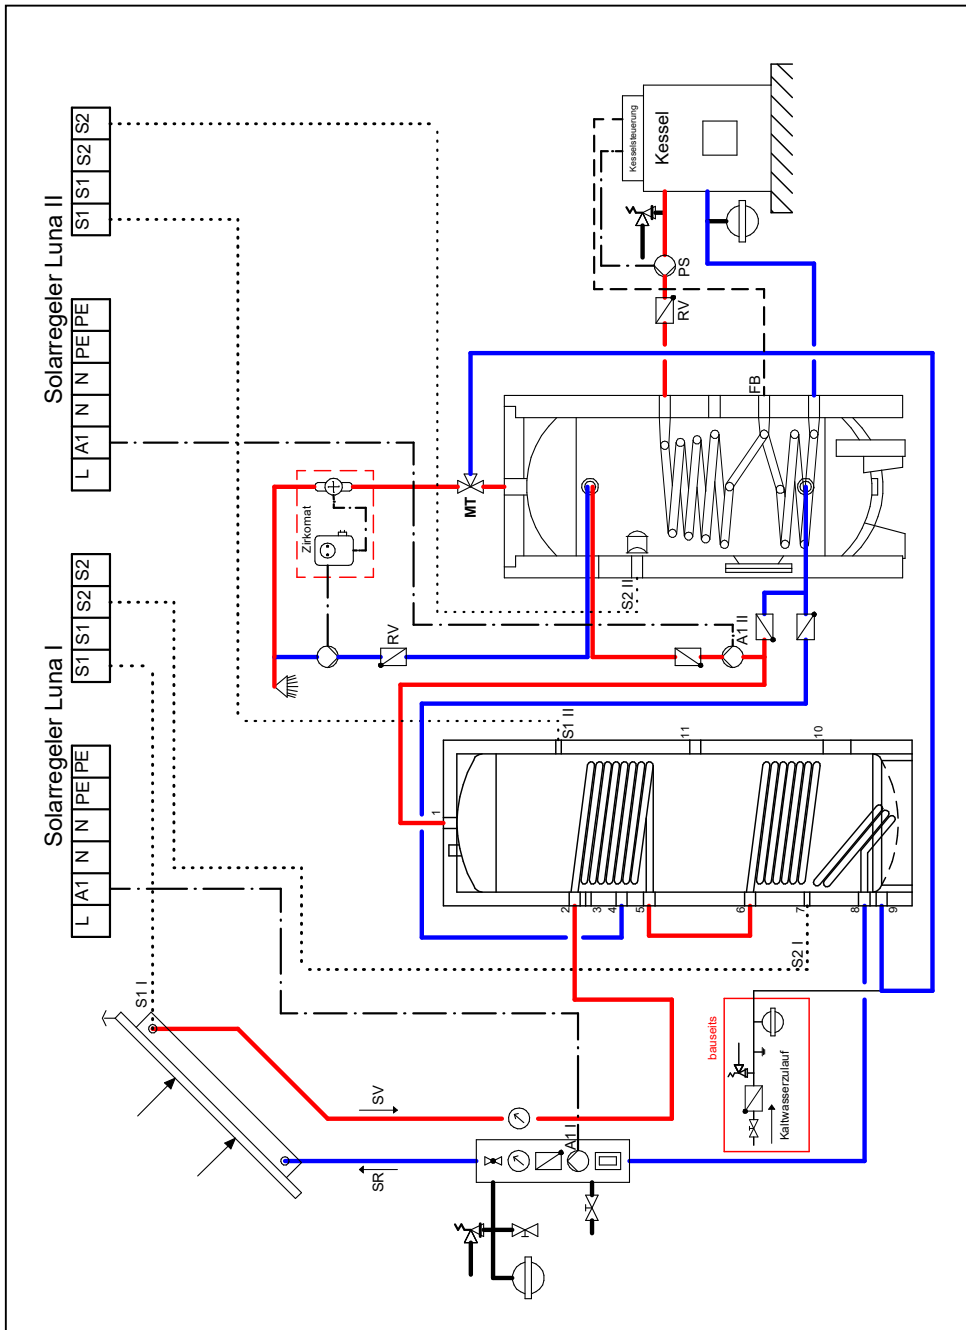 Solarregeler Luna I
L A1 N N PE PE
S1 S1 S2 S2
Solarregeler Luna II
L A1 N N PE PE
S1 S1 S2 S2
S1 I
SV
SR
A1 I
Zirkomat
RV
MT
S2 II
A1 II
FB
RV
PS
Kesselsteuerung
Kessel
S1 II
1
2
3
4
5
6
7
8
9
10
11
S2 I
bauseits
Kaltwasserzulauf